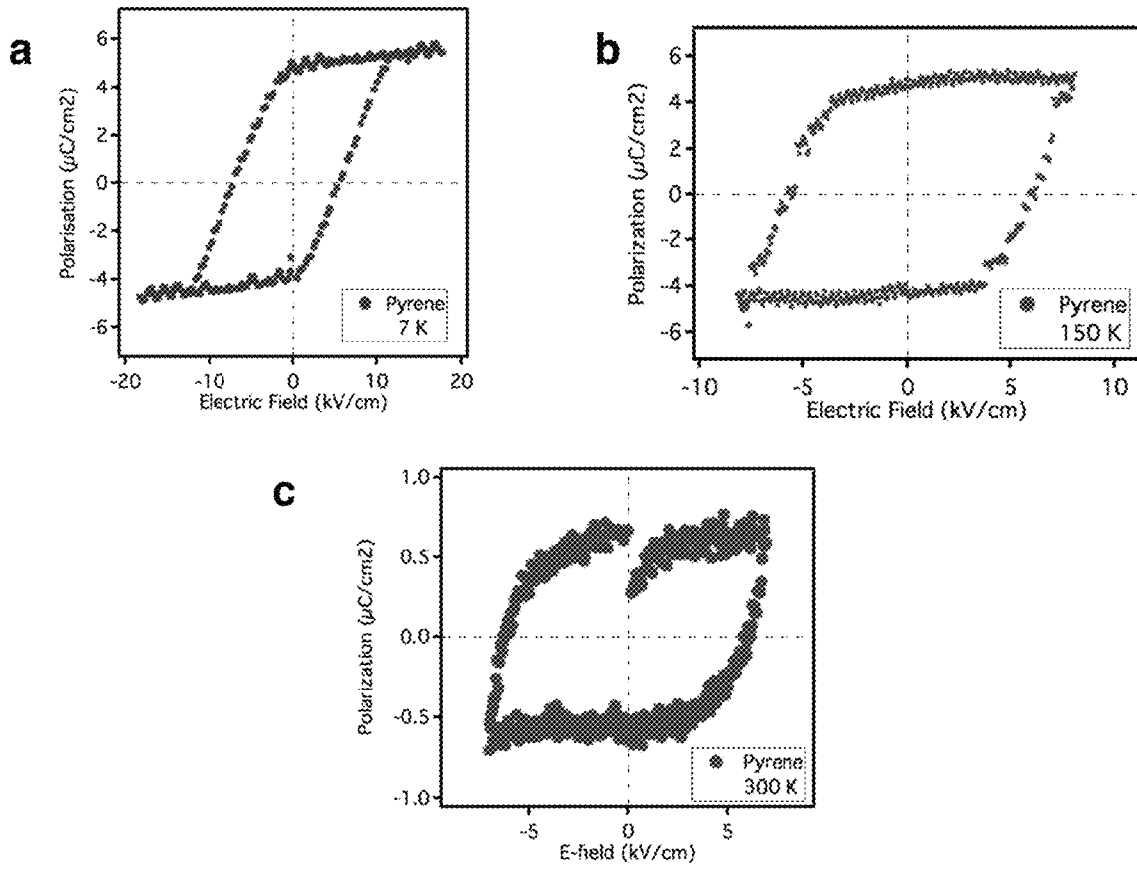 a
6
4
2
0
-2
-4
-6
Polarisation (µC/cm2)
Pyrene
7 K
-20 -10 0 10 20
Electric Field (kV/cm)
b
6
4
2
0
-2
-4
-6
Polarization (µC/cm2)
Pyrene
150 K
-10 -5 0 5 10
Electric Field (kV/cm)
c
1.0
0.5
0.0
-0.5
-1.0
Polarization (µC/cm2)
Pyrene
300 K
-5 0 5
E-field (kV/cm)